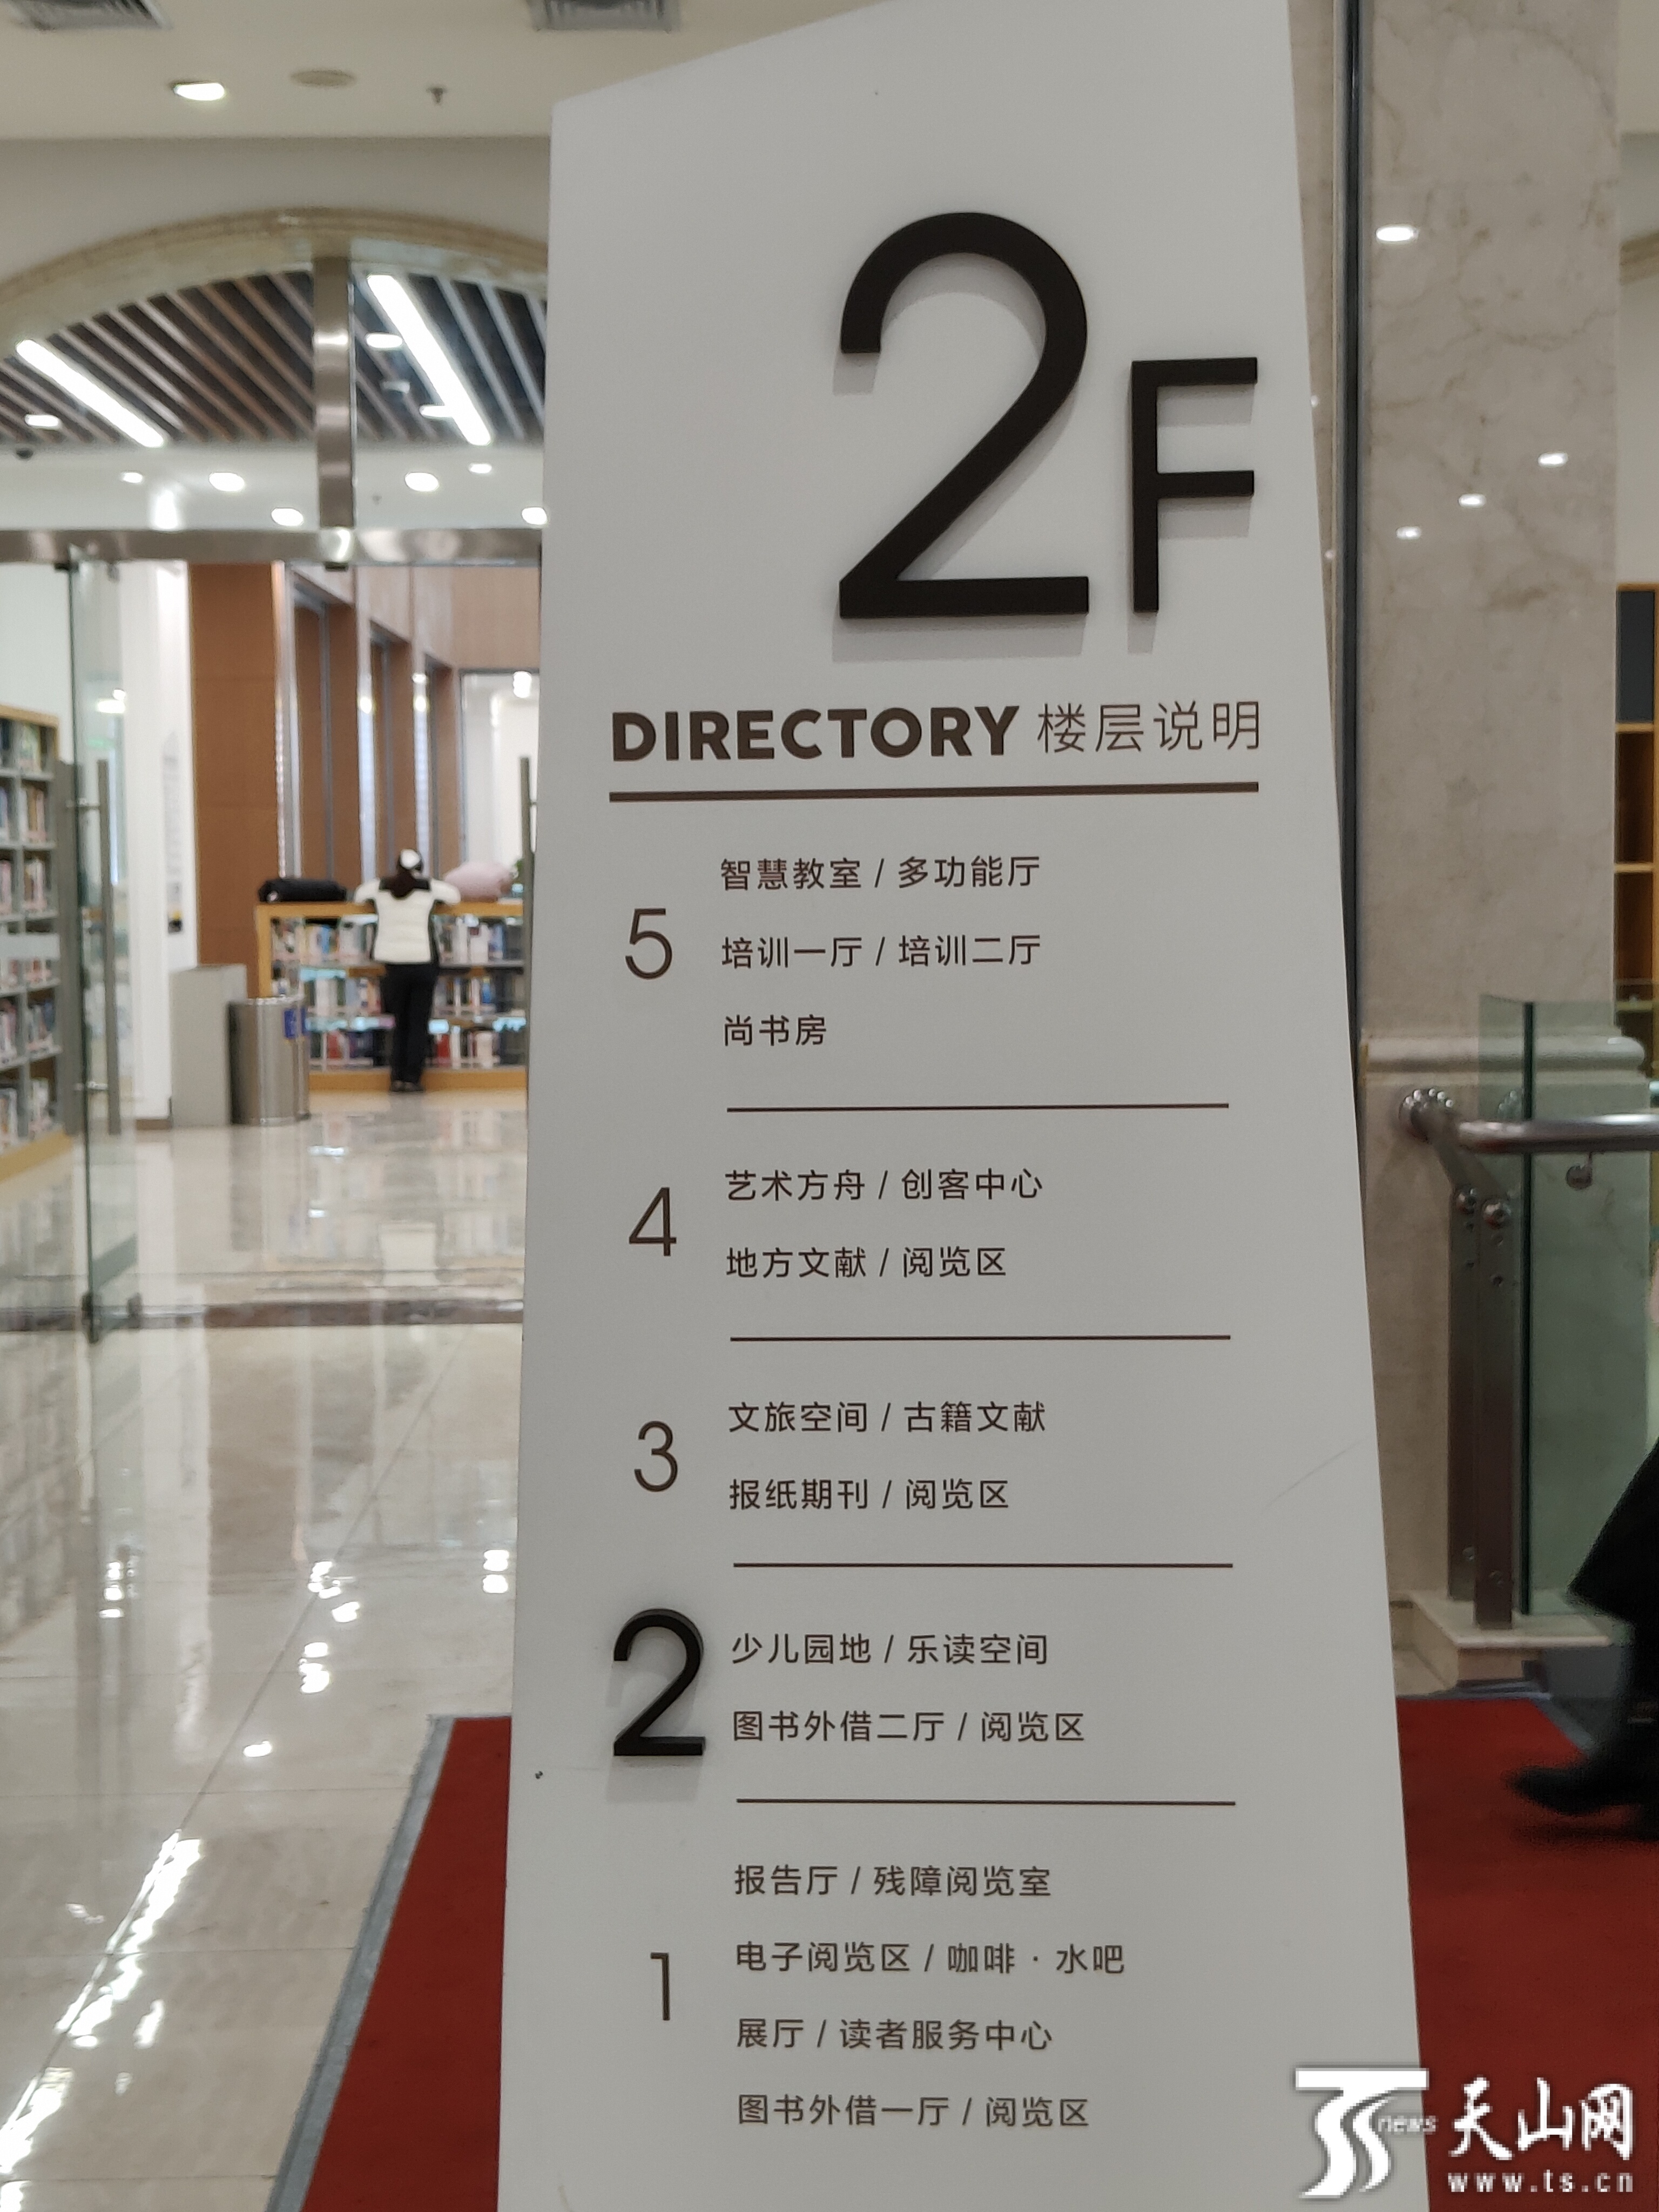 2F
DIRECTORY 楼层说明
5
智慧教室 / 多功能厅
培训一厅 / 培训二厅
尚书房
4
艺术方舟 / 创客中心
地方文献 / 阅览区
3
文旅空间 / 古籍文献
报纸期刊 / 阅览区
2
少儿园地 / 乐读空间
图书外借二厅 / 阅览区
1
报告厅 / 残障阅览室
电子阅览区 / 咖啡 · 水吧
展厅 / 读者服务中心
图书外借一厅 / 阅览区
TS news 天山网
www.ts.cn